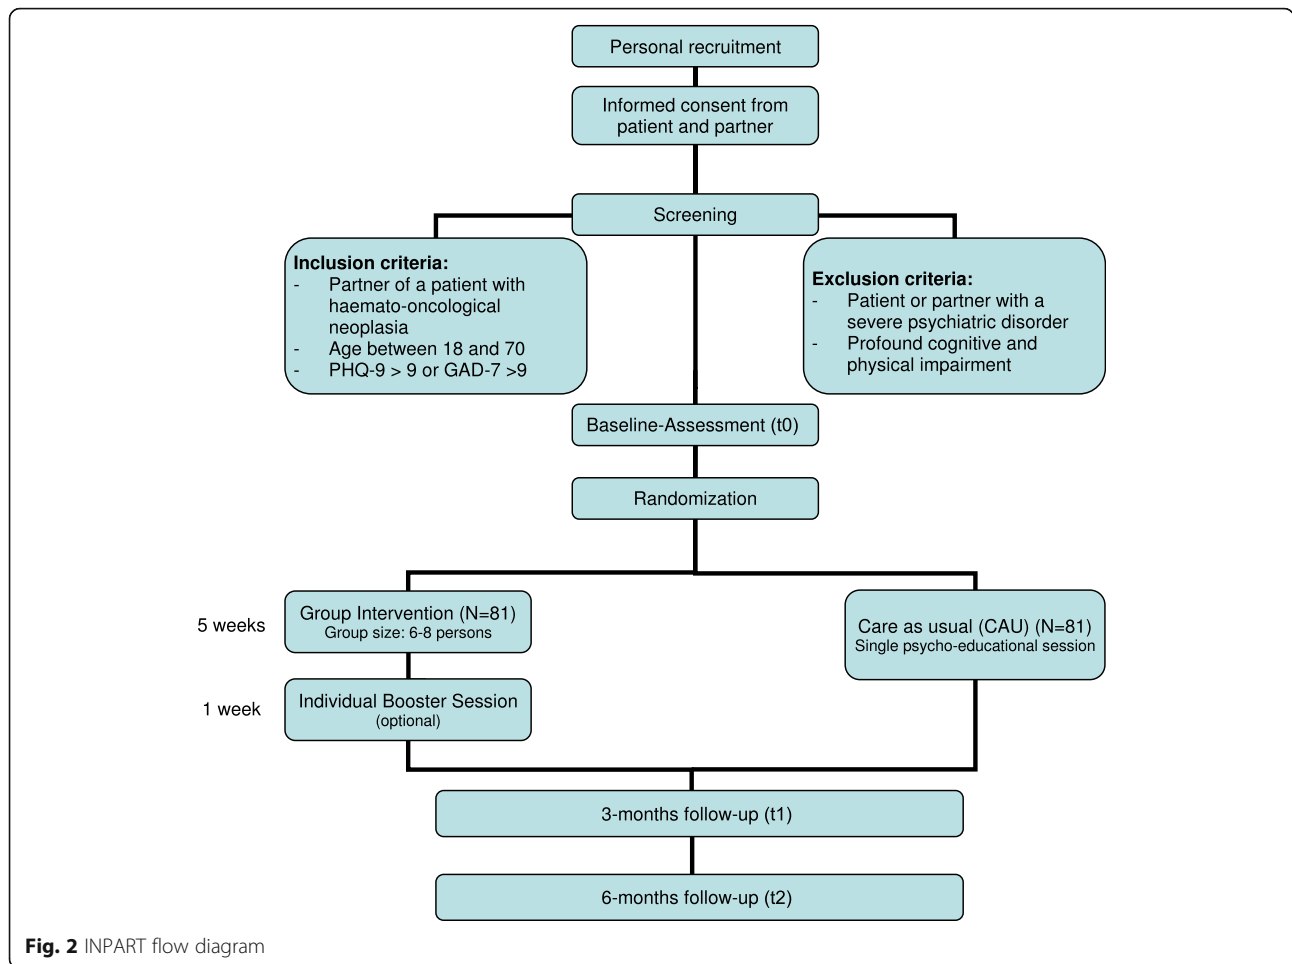 Personal recruitment
Informed consent from
patient and partner
Screening
Inclusion criteria:
- Partner of a patient with
haemato-oncological
neoplasia
- Age between 18 and 70
- PHQ-9 > 9 or GAD-7 >9
Exclusion criteria:
- Patient or partner with a
severe psychiatric disorder
- Profound cognitive and
physical impairment
Baseline-Assessment (t0)
Randomization
5 weeks
Group Intervention (N=81)
Group size: 6-8 persons
Care as usual (CAU) (N=81)
Single psycho-educational session
1 week
Individual Booster Session
(optional)
3-months follow-up (t1)
6-months follow-up (t2)
Fig. 2 INPART flow diagram